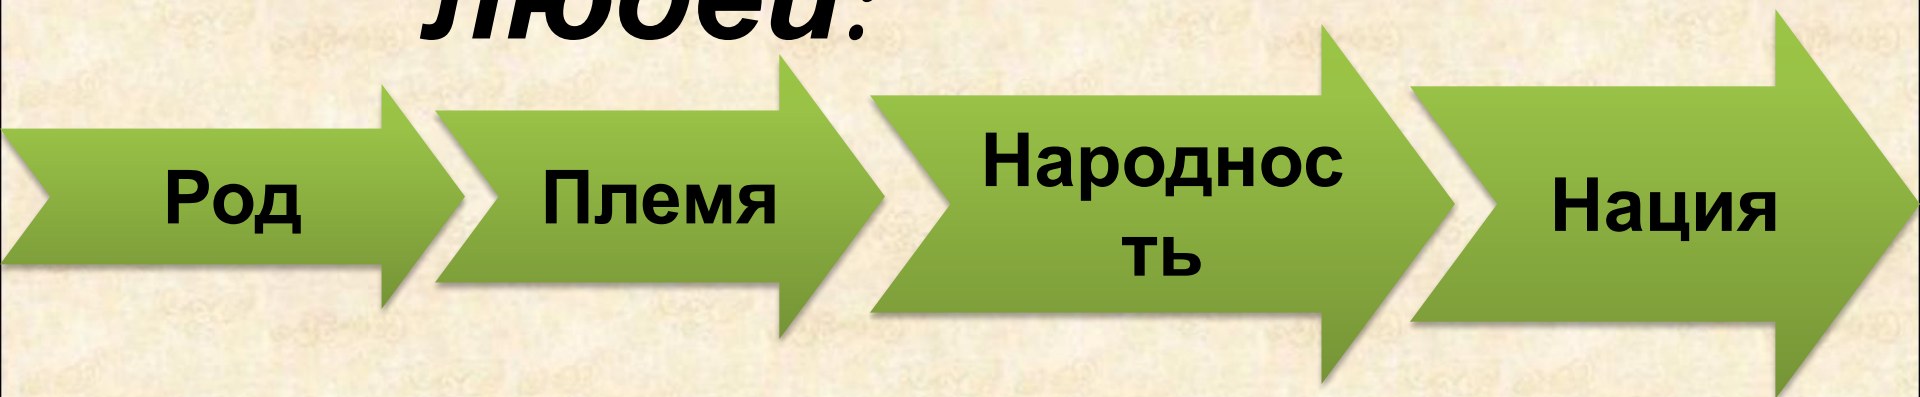 людей:
Род
Племя
Народнос
ть
Нация